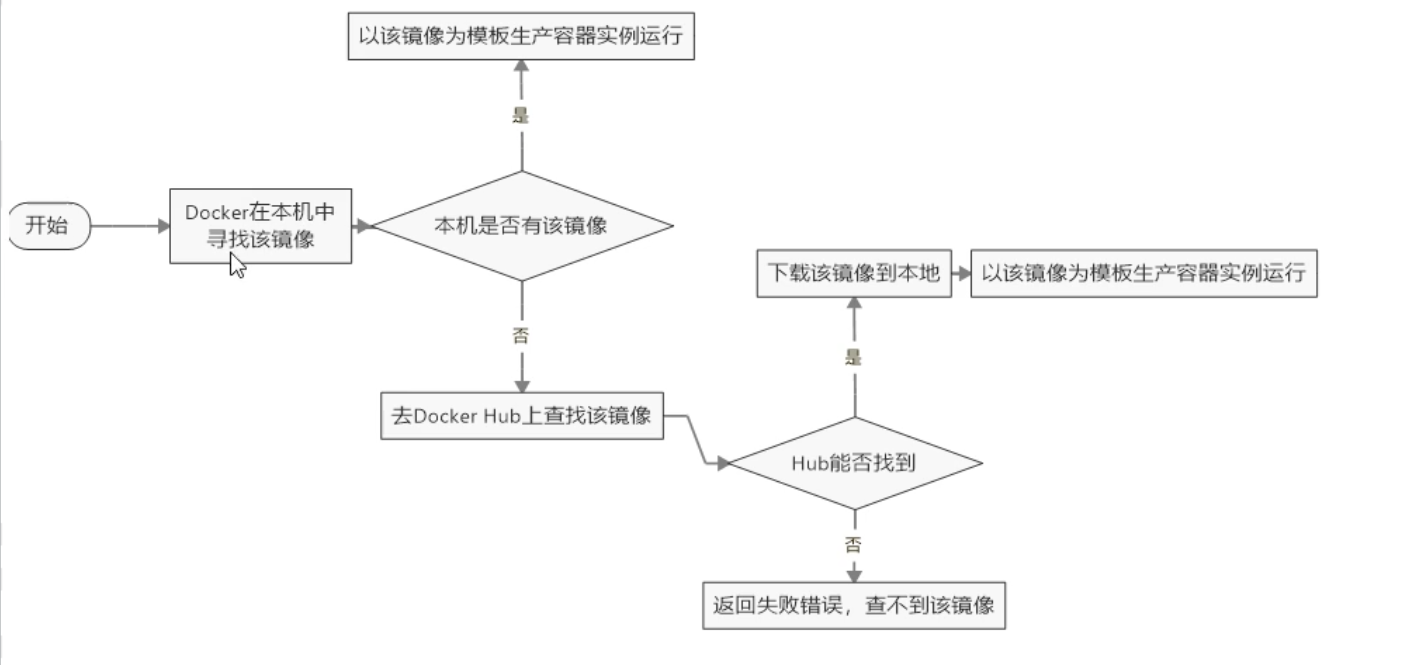 以该镜像为模板生产容器实例运行
是
开始
Docker在本机中
寻找该镜像
本机是否有该镜像
否
下载该镜像到本地
以该镜像为模板生产容器实例运行
是
去Docker Hub上查找该镜像
Hub能否找到
否
返回失败错误，查不到该镜像